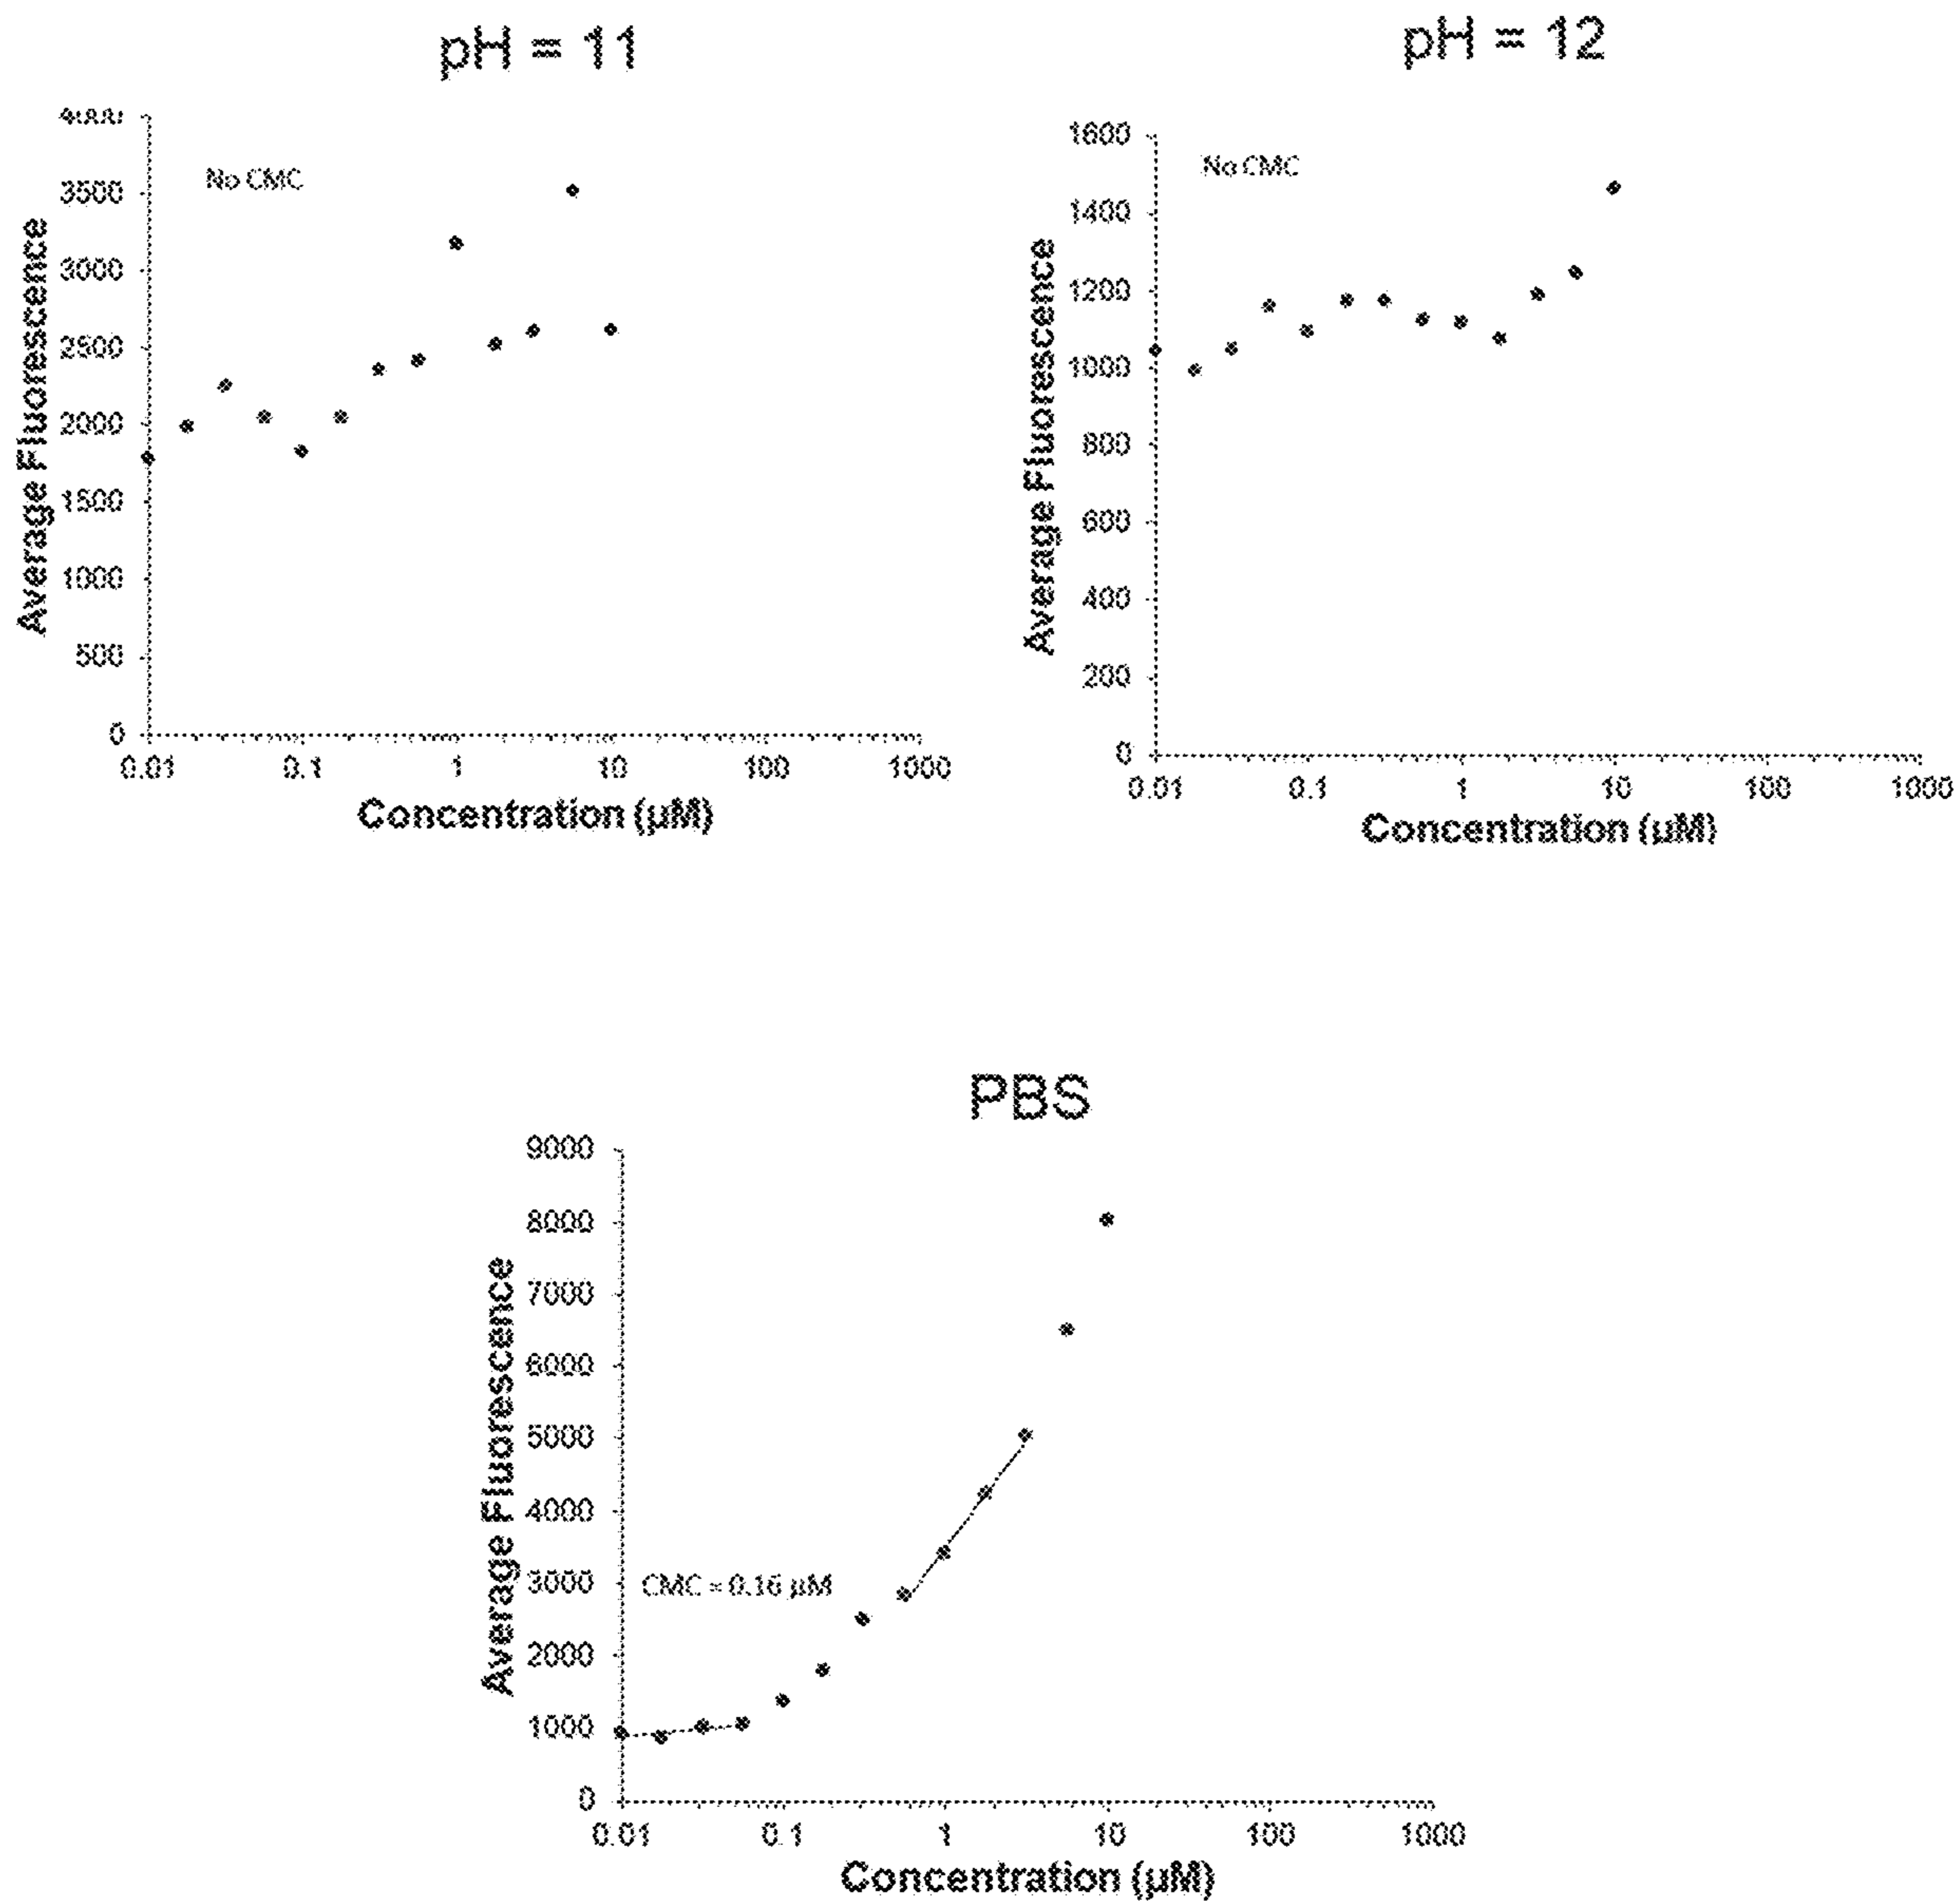 pH = 11
4000
3500
3000
2500
2000
1500
1000
500
0
No CMC
Average Fluorescence
0.01 0.1 1 10 100 1000
Concentration (µM)
pH = 12
1600
1400
1200
1000
800
600
400
200
0
No CMC
Average Fluorescence
0.01 0.1 1 10 100 1000
Concentration (µM)
PBS
9000
8000
7000
6000
5000
4000
3000
2000
1000
0
CMC = 0.16 µM
Average Fluorescence
0.01 0.1 1 10 100 1000
Concentration (µM)